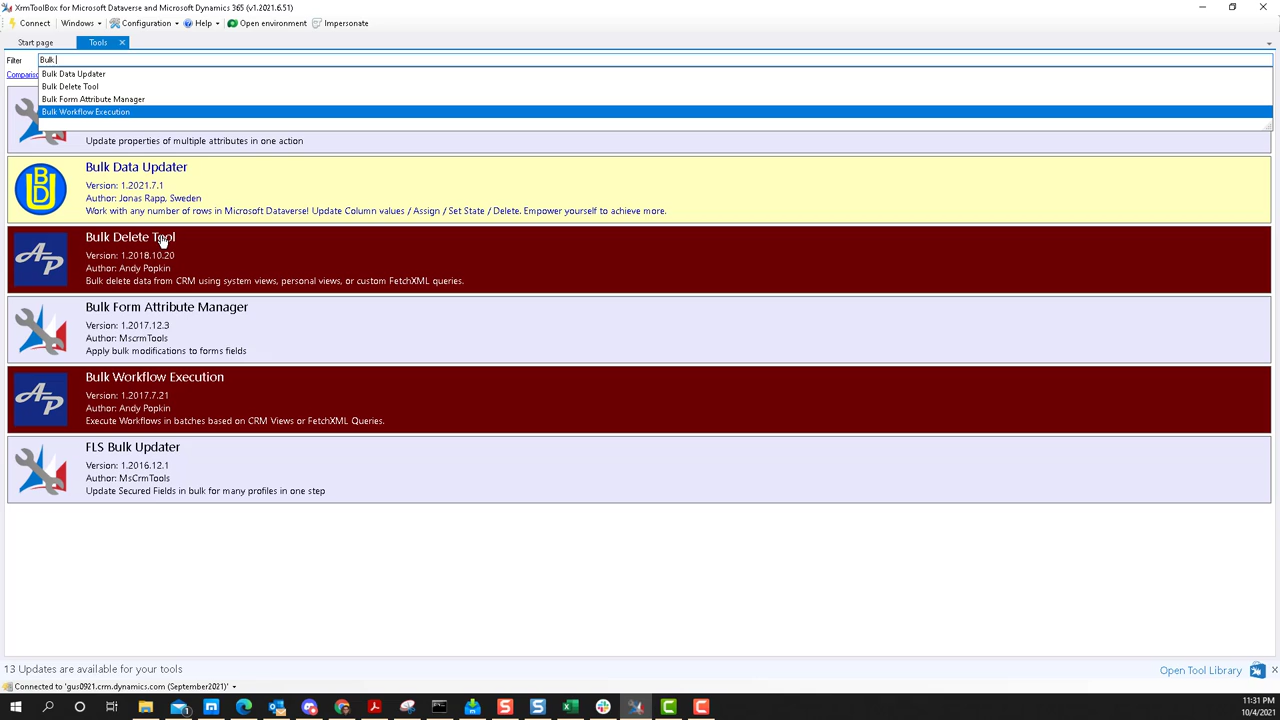 XrmToolBox for Microsoft Dataverse and Microsoft Dynamics 365 (v1.2021.6.51)
Connect Windows Configuration Help Open environment Impersonate
Start page Tools
Filter Bulk
Bulk Data Updater
Bulk Delete Tool
Bulk Form Attribute Manager
Bulk Workflow Execution
Update properties of multiple attributes in one action
Bulk Data Updater
Version: 1.2021.7.1
Author: Jonas Rapp, Sweden
Work with any number of rows in Microsoft Dataverse! Update Column values / Assign / Set State / Delete. Empower yourself to achieve more.
BDU
Bulk Delete Tool
Version: 1.2018.10.20
Author: Andy Popkin
Bulk delete data from CRM using system views, personal views, or custom FetchXML queries.
AP
Bulk Form Attribute Manager
Version: 1.2017.12.3
Author: MscrmTools
Apply bulk modifications to forms fields
Bulk Workflow Execution
Version: 1.2017.7.21
Author: Andy Popkin
Execute Workflows in batches based on CRM Views or FetchXML Queries.
AP
FLS Bulk Updater
Version: 1.2016.12.1
Author: MsCrmTools
Update Secured Fields in bulk for many profiles in one step
13 Updates are available for your tools
Open Tool Library
Connected to 'gus0921.crm.dynamics.com (September2021)
11:31 PM
10/4/2021